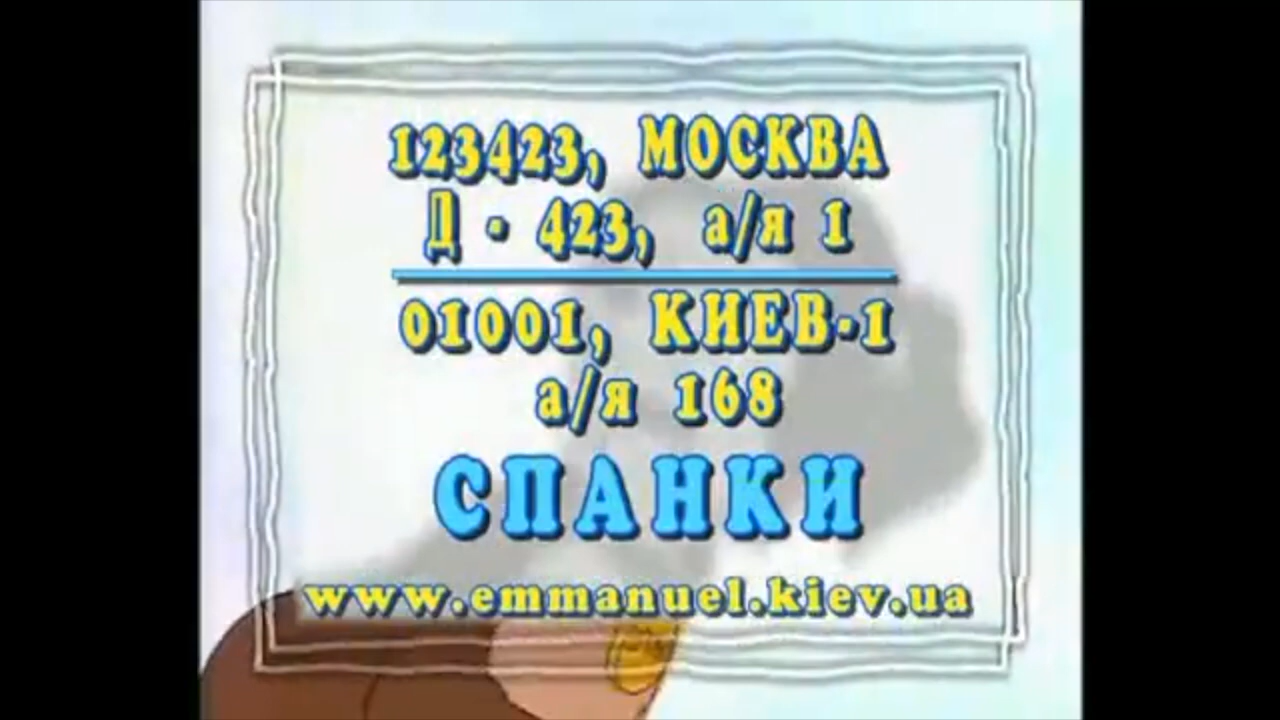 123423, МОСКВА
Д - 423, а/я 1
01001, КИЕВ-1
а/я 168
СПАНКИ
www.emmanuel.kiev.ua